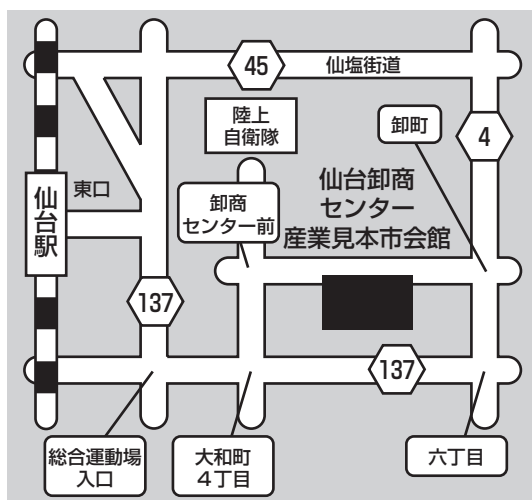 45
仙塩街道
4
陸上
自衛隊
卸町
仙台駅
東口
卸商
センター前
仙台卸商
センター
産業見本市会館
137
137
総合運動場
入口
大和町
4丁目
六丁目